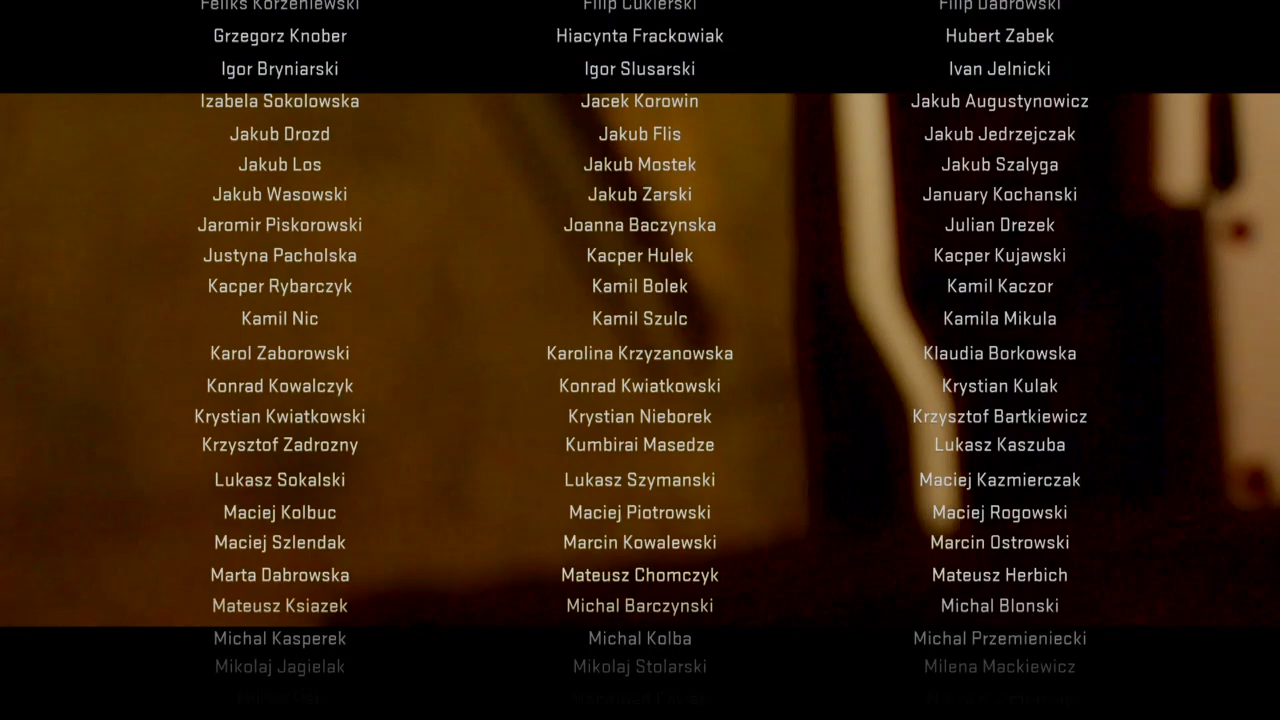 Feliks Korzeniewski Filip Cukierski Filip Dabrowski
Grzegorz Knober Hiacynta Frackowiak Hubert Zabek
Igor Bryniarski Igor Slusarski Ivan Jelnicki
Izabela Sokolowska Jacek Korowin Jakub Augustynowicz
Jakub Drozd Jakub Flis Jakub Jedrzejczak
Jakub Los Jakub Mostek Jakub Szalyga
Jakub Wasowski Jakub Zarski January Kochanski
Jaromir Piskorowski Joanna Baczynska Julian Drezek
Justyna Pacholska Kacper Hulek Kacper Kujawski
Kacper Rybarczyk Kamil Bolek Kamil Kaczor
Kamil Nic Kamil Szulc Kamila Mikula
Karol Zaborowski Karolina Krzyzanowska Klaudia Borkowska
Konrad Kowalczyk Konrad Kwiatkowski Krystian Kulak
Krystian Kwiatkowski Krystian Nieborek Krzysztof Bartkiewicz
Krzysztof Zadrozny Kumbirai Masedze Lukasz Kaszuba
Lukasz Sokalski Lukasz Szymanski Maciej Kazmierczak
Maciej Kolbuc Maciej Piotrowski Maciej Rogowski
Maciej Szlendak Marcin Kowalewski Marcin Ostrowski
Marta Dabrowska Mateusz Chomczyk Mateusz Herbich
Mateusz Ksiazek Michal Barczynski Michal Blonski
Michal Kasperek Michal Kolba Michal Przemieniecki
Mikolaj Jagielak Mikolaj Stolarski Milena Mackiewicz